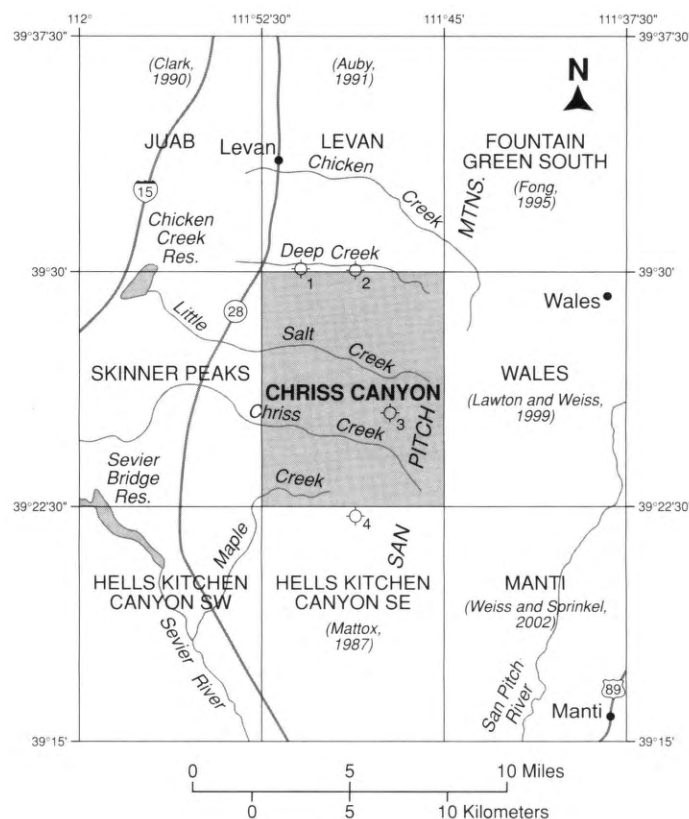 112° 111°52'30" 111°45' 111°37'30"
39°37'30" 39°37'30"
(Clark,
1990)
(Auby,
1991)
N
JUAB
LEVAN
FOUNTAIN
GREEN SOUTH
(Fong,
1995)
Levan
Chicken
Creek
MTNS.
15
Chicken
Creek
Res.
Deep Creek
39°30' 39°30'
1
2
Wales
28
Little
Salt
Creek
SKINNER PEAKS
CHRISS CANYON
WALES
(Lawton and Weiss,
1999)
Chriss
Creek
3
PITCH
Sevier
Bridge
Res.
Creek
39°22'30" 39°22'30"
4
Maple
SAN
HELLS KITCHEN
CANYON SW
HELLS KITCHEN
CANYON SE
(Mattox,
1987)
MANTI
(Weiss and Sprinkel,
2002)
Sevier
River
San Pitch
River
89
Manti
39°15' 39°15'
0 5 10 Miles
0 5 10 Kilometers